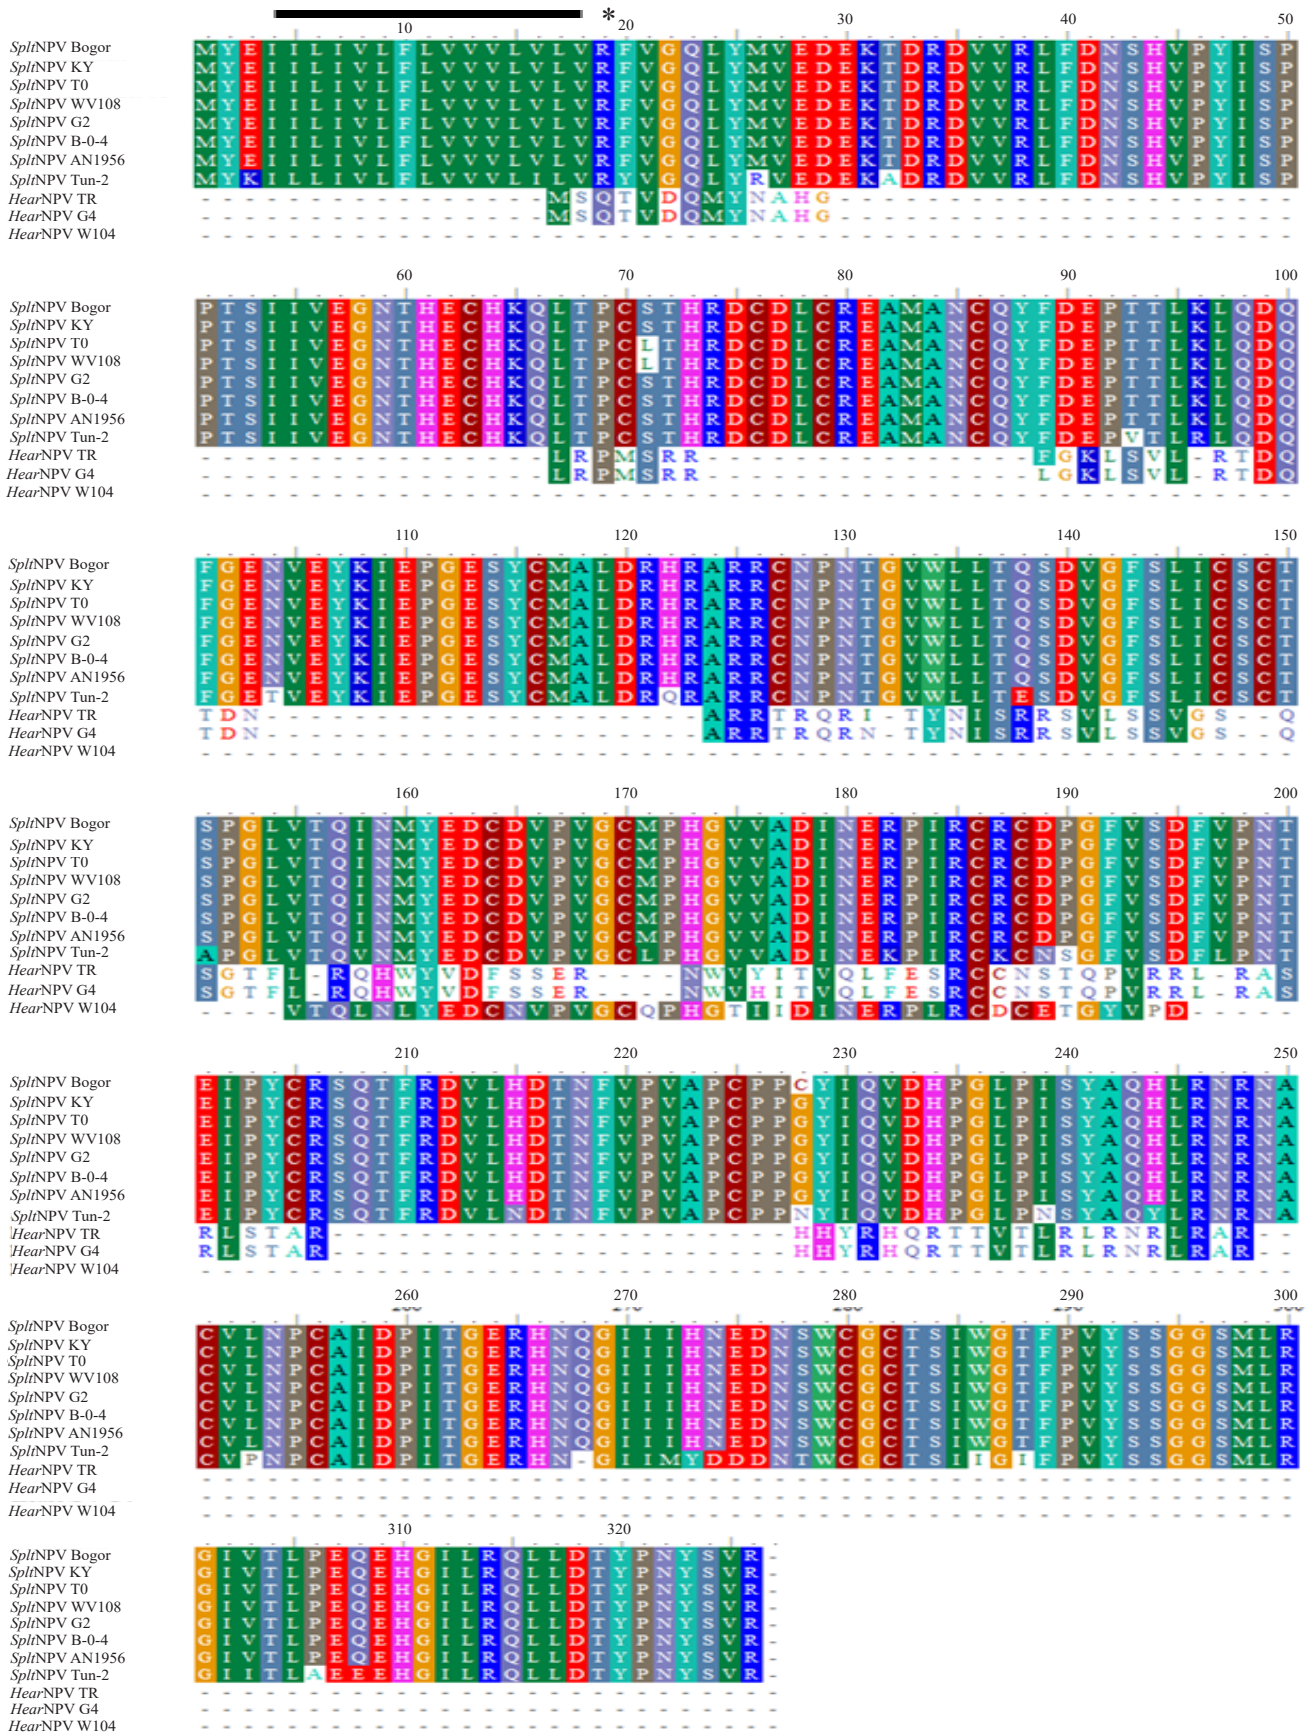 * 10 20 30 40 50
SpltNPV Bogor MYEIILIVLFLVVVLVLVRFVGQLYMVEDEKTDRDVVRLFDNSHVPYISP
SpltNPV KY MYEIILIVLFLVVVLVLVRFVGQLYMVEDEKTDRDVVRLFDNSHVPYISP
SpltNPV T0 MYEIILIVLFLVVVLVLVRFVGQLYMVEDEKTDRDVVRLFDNSHVPYISP
SpltNPV WV108 MYEIILIVLFLVVVLVLVRFVGQLYMVEDEKTDRDVVRLFDNSHVPYISP
SpltNPV G2 MYEIILIVLFLVVVLVLVRFVGQLYMVEDEKTDRDVVRLFDNSHVPYISP
SpltNPV B-0-4 MYEIILIVLFLVVVLVLVRFVGQLYMVEDEKTDRDVVRLFDNSHVPYISP
SpltNPV AN1956 MYEIILIVLFLVVVLVLVRFVGQLYMVEDEKTDRDVVRLFDNSHVPYISP
SpltNPV Tun-2 MYKILLIVLFLVVVLILVRYVGQLYRVEDEKADRDVVRLFDNSHVPYISP
HearNPV TR ----------------MSQTVDQMYNAHG---------------------
HearNPV G4 ----------------MSQTVDQMYNAHG---------------------
HearNPV W104 --------------------------------------------------
60 70 80 90 100
SpltNPV Bogor PTSIIVEGNTHECHKQLTPCSTHRDCDLCREAMANCQYFDEPTTLKLQDQ
SpltNPV KY PTSIIVEGNTHECHKQLTPCSTHRDCDLCREAMANCQYFDEPTTLKLQDQ
SpltNPV T0 PTSIIVEGNTHECHKQLTPCLTHRDCDLCREAMANCQYFDEPTTLKLQDQ
SpltNPV WV108 PTSIIVEGNTHECHKQLTPCLTHRDCDLCREAMANCQYFDEPTTLKLQDQ
SpltNPV G2 PTSIIVEGNTHECHKQLTPCSTHRDCDLCREAMANCQYFDEPTTLKLQDQ
SpltNPV B-0-4 PTSIIVEGNTHECHKQLTPCSTHRDCDLCREAMANCQYFDEPTTLKLQDQ
SpltNPV AN1956 PTSIIVEGNTHECHKQLTPCSTHRDCDLCREAMANCQYFDEPTTLKLQDQ
SpltNPV Tun-2 PTSIIVEGNTHECHKQLTPCSTHRDCDLCREAMANCQYFDEPVTLRLQDQ
HearNPV TR ----------------LRPMSRR---------------FGKLSVL-RTDQ
HearNPV G4 ----------------LRPMSRR---------------LGKLSVL-RTDQ
HearNPV W104 --------------------------------------------------
110 120 130 140 150
SpltNPV Bogor FGENVEYKIEPGESYCMALDRHRARRCNPNTGVWLLTQSDVGFSLICSCT
SpltNPV KY FGENVEYKIEPGESYCMALDRHRARRCNPNTGVWLLTQSDVGFSLICSCT
SpltNPV T0 FGENVEYKIEPGESYCMALDRHRARRCNPNTGVWLLTQSDVGFSLICSCT
SpltNPV WV108 FGENVEYKIEPGESYCMALDRHRARRCNPNTGVWLLTQSDVGFSLICSCT
SpltNPV G2 FGENVEYKIEPGESYCMALDRHRARRCNPNTGVWLLTQSDVGFSLICSCT
SpltNPV B-0-4 FGENVEYKIEPGESYCMALDRHRARRCNPNTGVWLLTQSDVGFSLICSCT
SpltNPV AN1956 FGENVEYKIEPGESYCMALDRHRARRCNPNTGVWLLTQSDVGFSLICSCT
SpltNPV Tun-2 FGETVEYKIEPGESYCMALDRQRARRCNPNTGVWLLTESDVGFSLICSCT
HearNPV TR TDN--------------------ARRTRQRI-TYNISRRSVLSSVGS--Q
HearNPV G4 TDN--------------------ARRTRQRN-TYNISRRSVLSSVGS--Q
HearNPV W104 --------------------------------------------------
160 170 180 190 200
SpltNPV Bogor SPGLVTQINMYEDCDVPVGCMPHGVVADINERPIRCRCDPGFVSDFVPNT
SpltNPV KY SPGLVTQINMYEDCDVPVGCMPHGVVADINERPIRCRCDPGFVSDFVPNT
SpltNPV T0 SPGLVTQINMYEDCDVPVGCMPHGVVADINERPIRCRCDPGFVSDFVPNT
SpltNPV WV108 SPGLVTQINMYEDCDVPVGCMPHGVVADINERPIRCRCDPGFVSDFVPNT
SpltNPV G2 SPGLVTQINMYEDCDVPVGCMPHGVVADINERPIRCRCDPGFVSDFVPNT
SpltNPV B-0-4 SPGLVTQINMYEDCDVPVGCMPHGVVADINERPIRCRCDPGFVSDFVPNT
SpltNPV AN1956 SPGLVTQINMYEDCDVPVGCMPHGVVADINERPIRCRCDPGFVSDFVPNT
SpltNPV Tun-2 APGLVTQVNMYEDCDVPVGCLPHGVVADINEKPIRCKCNSGFVSDFLPNT
HearNPV TR SGTFL-RQHWYVDFSSER----NWVYITVQLFESRCCNSTQPVRRL-RAS
HearNPV G4 SGTFL-RQHWYVDFSSER----NWVHITVQLFESRCCNSTQPVRRL-RAS
HearNPV W104 ----VTQLNLYEDCNVPVGCQPHGTIIDINERPLRCDCETGYVPD-----
210 220 230 240 250
SpltNPV Bogor EIPYCRSQTFRDVLHDTNFVPVAPCPPCYIQVDHPGLPISYAQHLRNRNA
SpltNPV KY EIPYCRSQTFRDVLHDTNFVPVAPCPPGYIQVDHPGLPISYAQHLRNRNA
SpltNPV T0 EIPYCRSQTFRDVLHDTNFVPVAPCPPGYIQVDHPGLPISYAQHLRNRNA
SpltNPV WV108 EIPYCRSQTFRDVLHDTNFVPVAPCPPGYIQVDHPGLPISYAQHLRNRNA
SpltNPV G2 EIPYCRSQTFRDVLHDTNFVPVAPCPPGYIQVDHPGLPISYAQHLRNRNA
SpltNPV B-0-4 EIPYCRSQTFRDVLHDTNFVPVAPCPPGYIQVDHPGLPISYAQHLRNRNA
SpltNPV AN1956 EIPYCRSQTFRDVLHDTNFVPVAPCPPGYIQVDHPGLPISYAQHLRNRNA
SpltNPV Tun-2 EIPYCRSQTFRDVLNDTNFVPVAPCPPNYIQVDHPGLPNSYAQYLRNRNA
HearNPV TR RLSTAR---------------------HHYRHQRTTVTLRLRNRLRAR--
HearNPV G4 RLSTAR---------------------HHYRHQRTTVTLRLRNRLRAR--
HearNPV W104 --------------------------------------------------
260 270 280 290 300
SpltNPV Bogor CVLNPCAIDPITGERHNQGIIIHNEDNSWCGCTSIWGTFPVYSSGGSMLR
SpltNPV KY CVLNPCAIDPITGERHNQGIIIHNEDNSWCGCTSIWGTFPVYSSGGSMLR
SpltNPV T0 CVLNPCAIDPITGERHNQGIIIHNEDNSWCGCTSIWGTFPVYSSGGSMLR
SpltNPV WV108 CVLNPCAIDPITGERHNQGIIIHNEDNSWCGCTSIWGTFPVYSSGGSMLR
SpltNPV G2 CVLNPCAIDPITGERHNQGIIIHNEDNSWCGCTSIWGTFPVYSSGGSMLR
SpltNPV B-0-4 CVLNPCAIDPITGERHNQGIIIHNEDNSWCGCTSIWGTFPVYSSGGSMLR
SpltNPV AN1956 CVLNPCAIDPITGERHNQGIIIHNEDNSWCGCTSIWGTFPVYSSGGSMLR
SpltNPV Tun-2 CVPNPCAIDPITGERHN-GIIMYDDDNTWCGCTSIIGIFPVYSSGGSMLR
HearNPV TR --------------------------------------------------
HearNPV G4 --------------------------------------------------
HearNPV W104 --------------------------------------------------
310 320
SpltNPV Bogor GIVTLPEQEHGILRQLLDTYPNYSVR-
SpltNPV KY GIVTLPEQEHGILRQLLDTYPNYSVR-
SpltNPV T0 GIVTLPEQEHGILRQLLDTYPNYSVR-
SpltNPV WV108 GIVTLPEQEHGILRQLLDTYPNYSVR-
SpltNPV G2 GIVTLPEQEHGILRQLLDTYPNYSVR-
SpltNPV B-0-4 GIVTLPEQEHGILRQLLDTYPNYSVR-
SpltNPV AN1956 GIVTLPEQEHGILRQLLDTYPNYSVR-
SpltNPV Tun-2 GIITLAEEEHGILRQLLDTYPNYSVR-
HearNPV TR ---------------------------
HearNPV G4 ---------------------------
HearNPV W104 ---------------------------